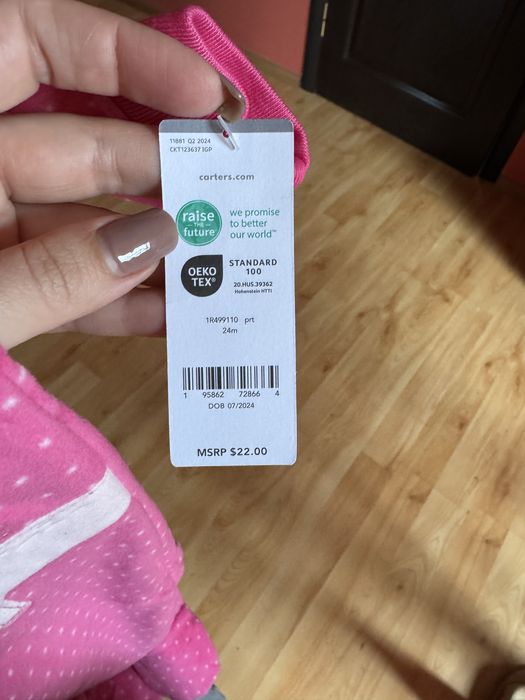 11881 Q2 2024
CKT123637 IGP
carters.com
raise
THE
future
we promise
to better
our world™
OEKO
TEX®
STANDARD
100
20.HUS.39362
Hohenstein HTTI
1R499110 prt
24m
1 95862 72866 4
DOB 07/2024
MSRP $22.00